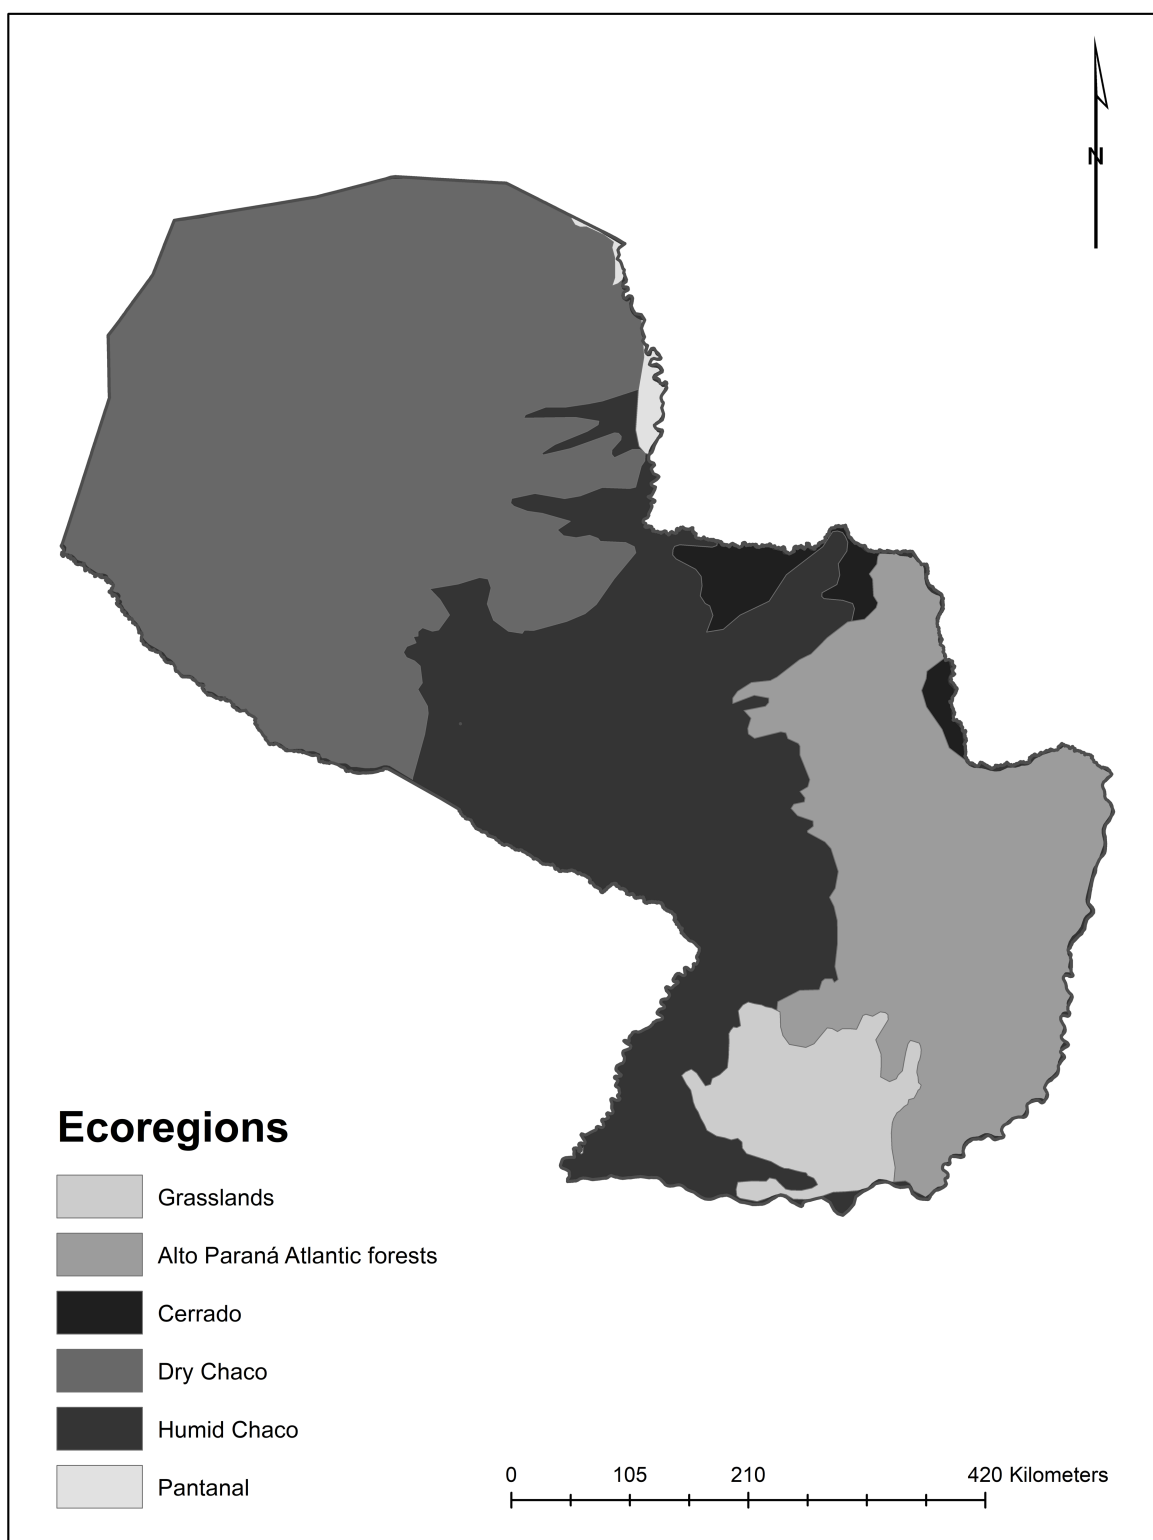 N
Ecoregions
Grasslands
Alto Paraná Atlantic forests
Cerrado
Dry Chaco
Humid Chaco
Pantanal
0 105 210 420 Kilometers